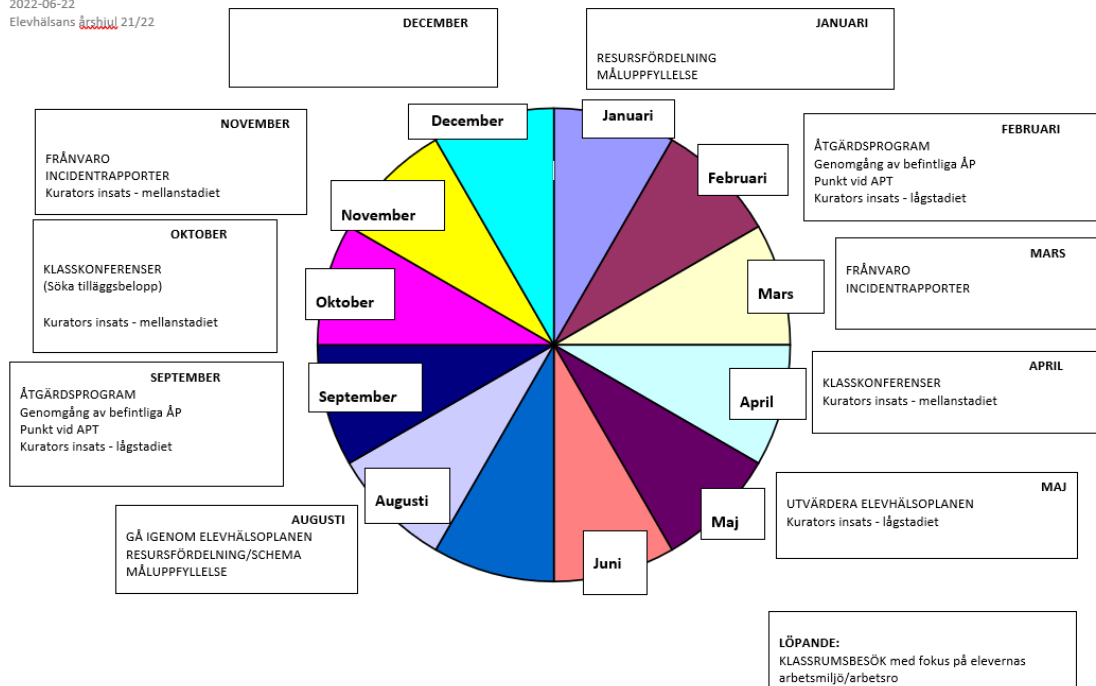 2022-06-22
Elevhälsans årshjul 21/22
DECEMBER
JANUARI
RESURSFÖRDELNING
MÅLUPPFYLLELSE
NOVEMBER
FRÅNVARO
INCIDENTRAPPORTER
Kurators insats - mellanstadiet
FEBRUARI
ÅTGÄRDSPROGRAM
Genomgång av befintliga ÅP
Punkt vid APT
Kurators insats - lågstadiet
OKTOBER
KLASSKONFERENSER
(Söka tilläggsbelopp)
Kurators insats - mellanstadiet
MARS
FRÅNVARO
INCIDENTRAPPORTER
SEPTEMBER
ÅTGÄRDSPROGRAM
Genomgång av befintliga ÅP
Punkt vid APT
Kurators insats - lågstadiet
APRIL
KLASSKONFERENSER
Kurators insats - mellanstadiet
AUGUSTI
GÅ IGENOM ELEVHÄLSOPLANEN
RESURSFÖRDELNING/SCHEMA
MÅLUPPFYLLELSE
MAJ
UTVÄRDERA ELEVHÄLSOPLANEN
Kurators insats - lågstadiet
December
Januari
Februari
Mars
April
Maj
Juni
Augusti
September
Oktober
November
LÖPANDE:
KLASSRUMSBESÖK med fokus på elevernas
arbetsmiljö/arbetsro